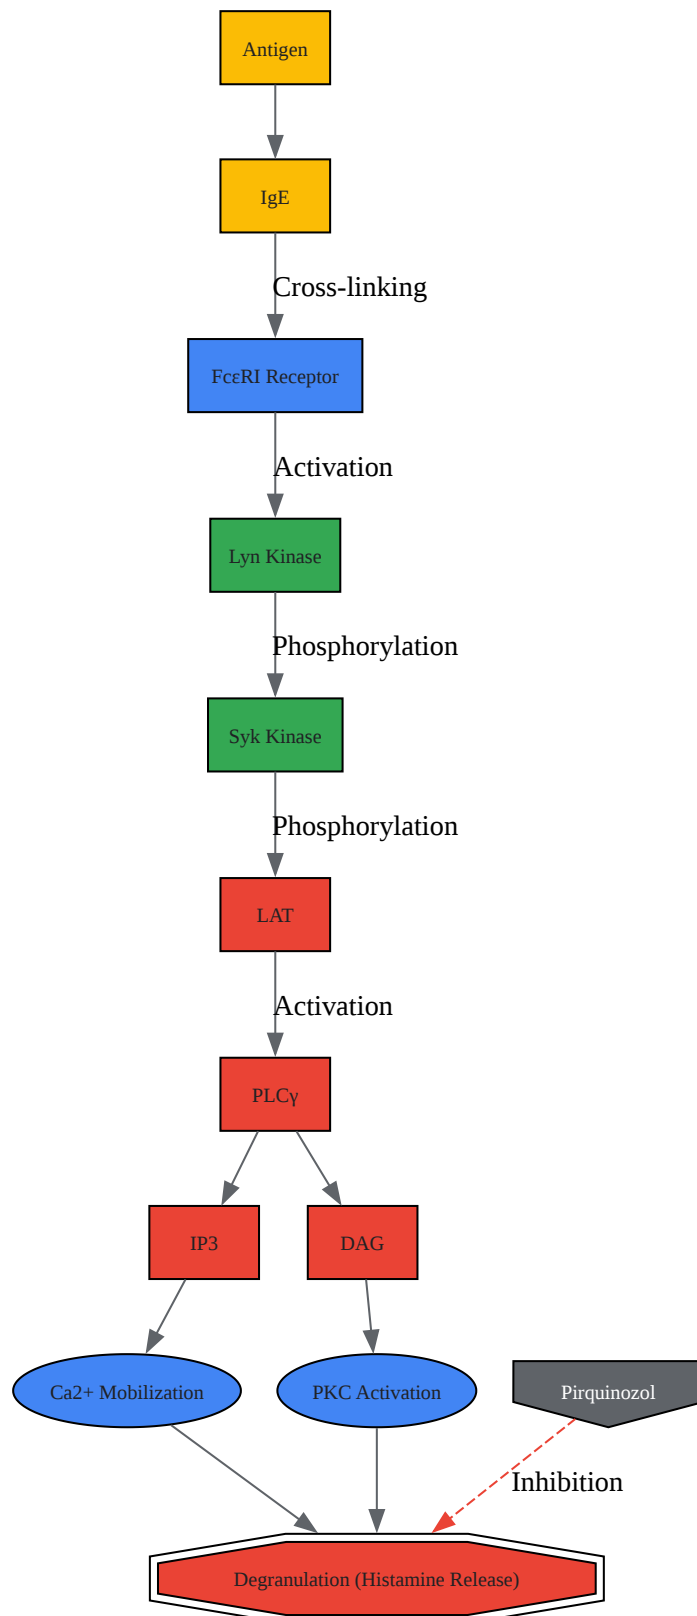 Antigen
IgE
Cross-linking
FcεRI Receptor
Activation
Lyn Kinase
Phosphorylation
Syk Kinase
Phosphorylation
LAT
Activation
PLCγ
IP3
DAG
Ca2+ Mobilization
PKC Activation
Pirquinozol
Inhibition
Degranulation (Histamine Release)